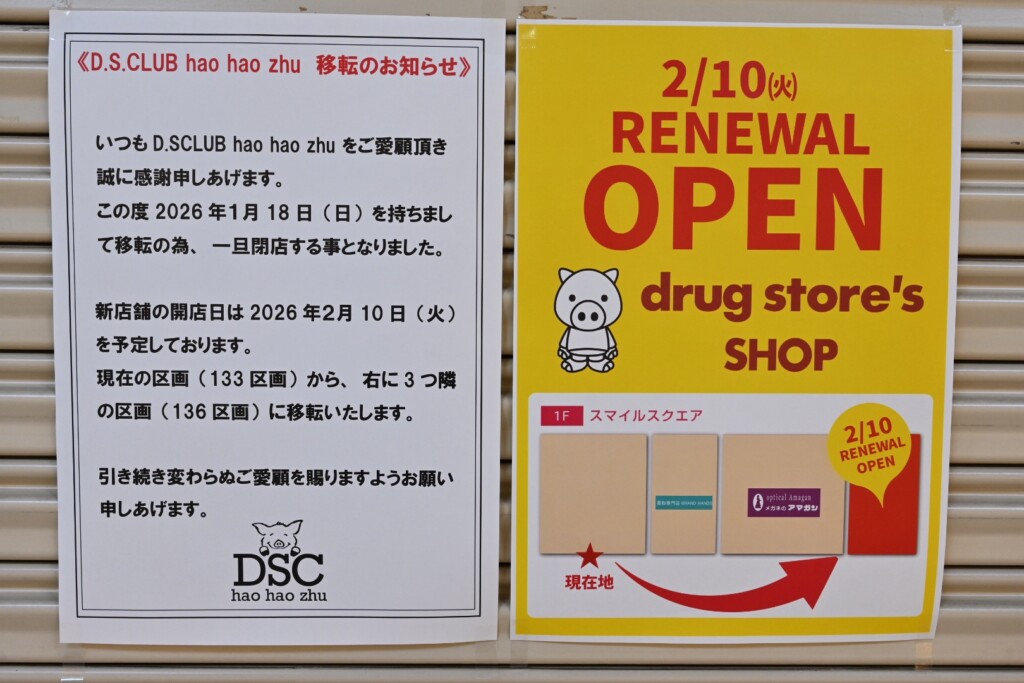 《D.S.CLUB hao hao zhu 移転のお知らせ》
いつも D.SCLUB hao hao zhu をご愛顧頂き
誠に感謝申しあげます。
この度 2026 年1月 18 日（日）を持ちまし
て移転の為、一旦閉店する事となりました。
新店舗の開店日は 2026 年2月 10 日（火）
を予定しております。
現在の区画（133 区画）から、右に 3 つ隣
の区画（136 区画）に移転いたします。
引き続き変わらぬご愛顧を賜りますようお願い
申しあげます。
DSC
hao hao zhu
2/10㈫
RENEWAL
OPEN
drug store's
SHOP
1F スマイルスクエア
2/10
RENEWAL
OPEN
optical Amagan
メガネのアマガン
現在地